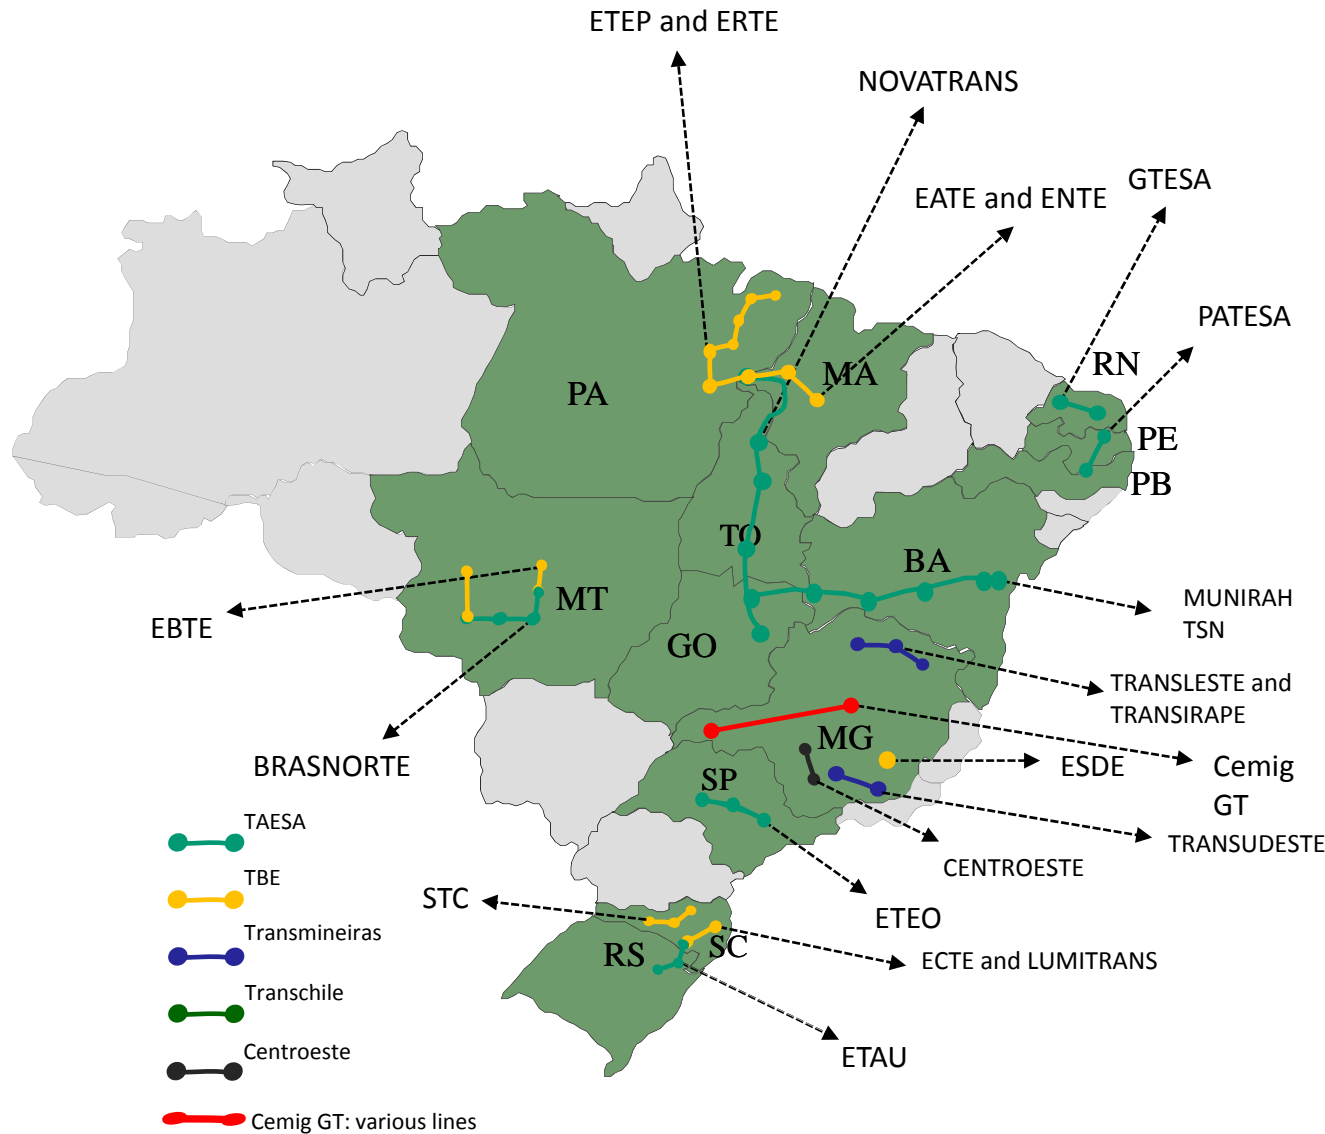 ETEP and ERTE
NOVATRANS
GTESA
EATE and ENTE
PATESA
RN
MA
PA
PE
PB
TO
BA
MT
MUNIRAH
TSN
EBTE
GO
TRANSLESTE and
TRANSIRAPE
MG
BRASNORTE
ESDE
Cemig
GT
SP
TAESA
TRANSUDESTE
CENTROESTE
TBE
STC
ETEO
Transmineiras
RS
SC
ECTE and LUMITRANS
Transchile
ETAU
Centroeste
Cemig GT: various lines